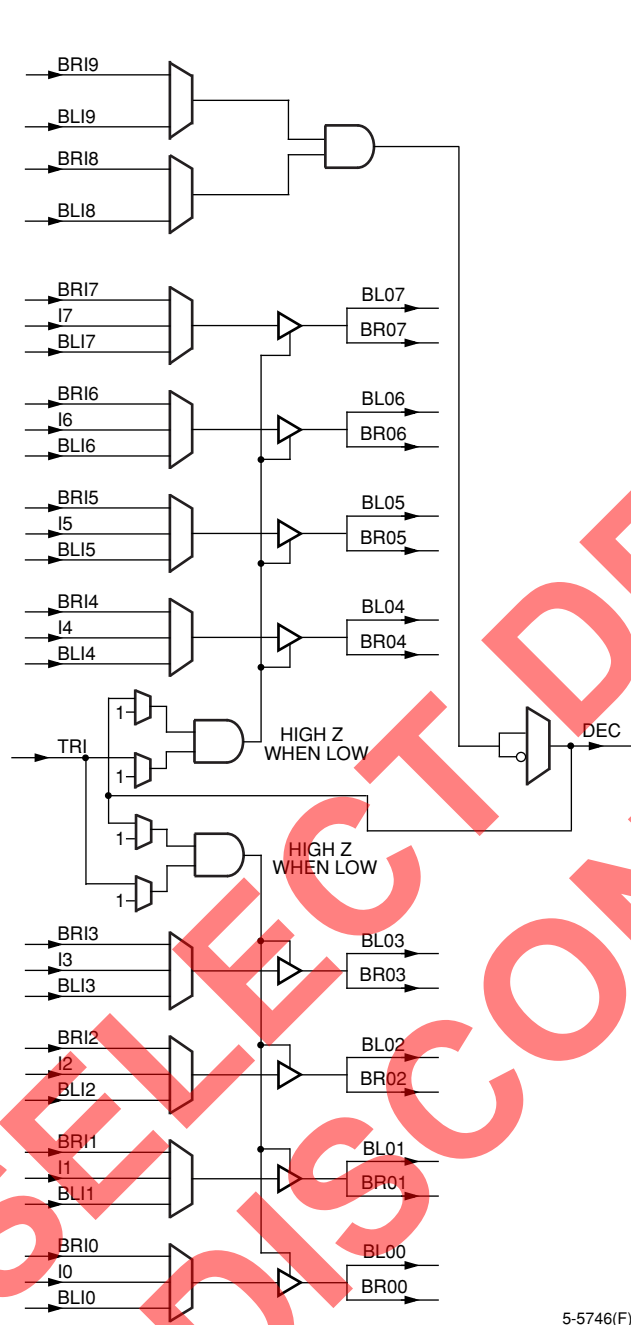 BRI9
BLI9
BRI8
BLI8
BRI7
I7
BLI7
BL07
BR07
BRI6
I6
BLI6
BL06
BR06
BRI5
I5
BLI5
BL05
BR05
BRI4
I4
BLI4
BL04
BR04
1
TRI
1
HIGH Z
WHEN LOW
DEC
1
1
HIGH Z
WHEN LOW
BRI3
I3
BLI3
BL03
BR03
BRI2
I2
BLI2
BL02
BR02
BRI1
I1
BLI1
BL01
BR01
BRI0
I0
BLI0
BL00
BR00
5-5746(F)
SELECT D
DISCON